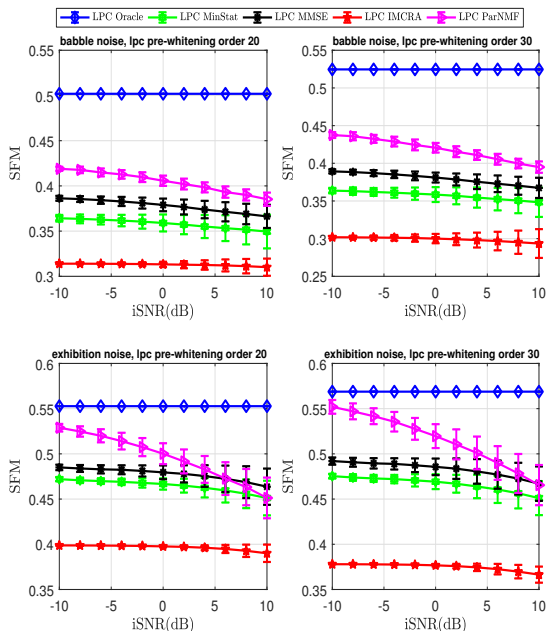 LPC Oracle LPC MinStat LPC MMSE LPC IMCRA LPC ParNMF
babble noise, lpc pre-whitening order 20
0.55
0.5
0.45
0.4
0.35
0.3
SFM
-10 -5 0 5 10
iSNR(dB)
babble noise, lpc pre-whitening order 30
0.55
0.5
0.45
0.4
0.35
0.3
0.25
SFM
-10 -5 0 5 10
iSNR(dB)
exhibition noise, lpc pre-whitening order 20
0.6
0.55
0.5
0.45
0.4
0.35
SFM
-10 -5 0 5 10
iSNR(dB)
exhibition noise, lpc pre-whitening order 30
0.6
0.55
0.5
0.45
0.4
0.35
SFM
-10 -5 0 5 10
iSNR(dB)